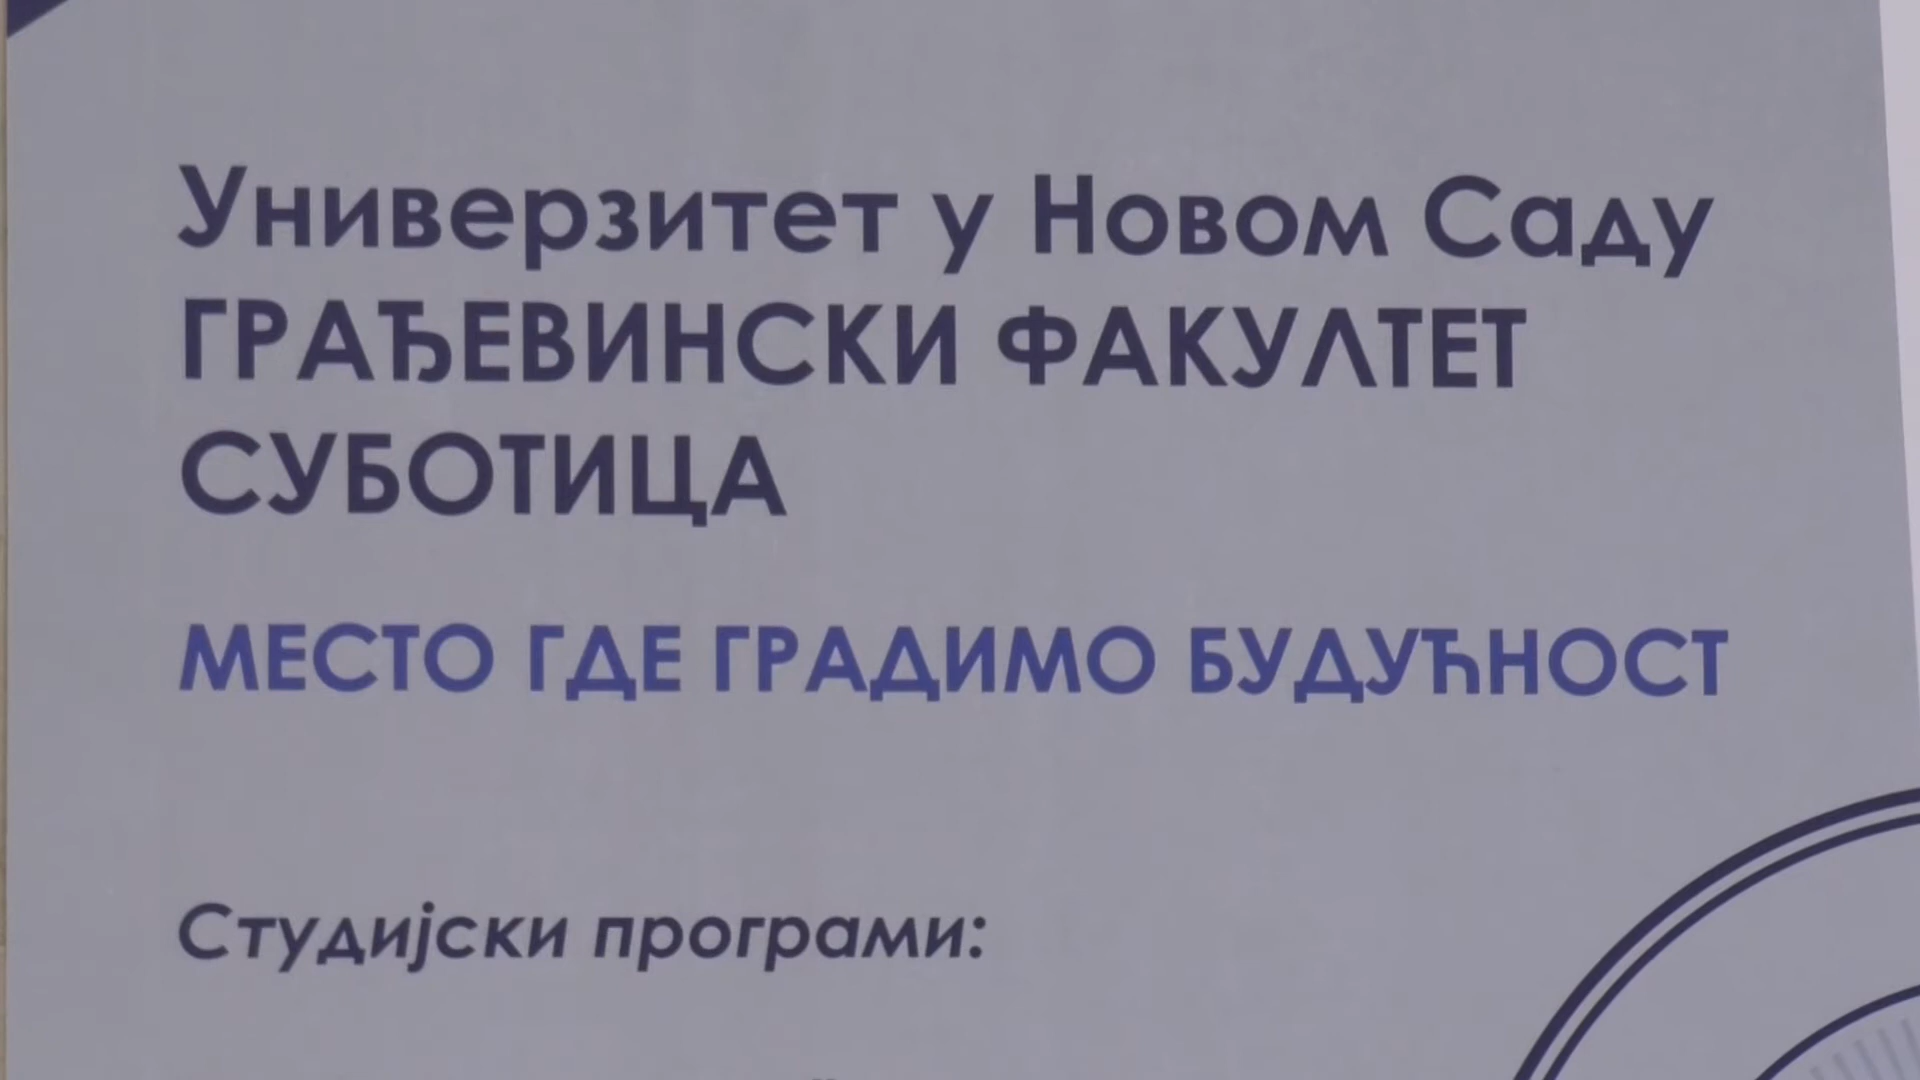 Универзитет у Новом Саду
ГРАЂЕВИНСКИ ФАКУЛТЕТ
СУБОТИЦА
МЕСТО ГДЕ ГРАДИМО БУДУЋНОСТ
Студијски програми: